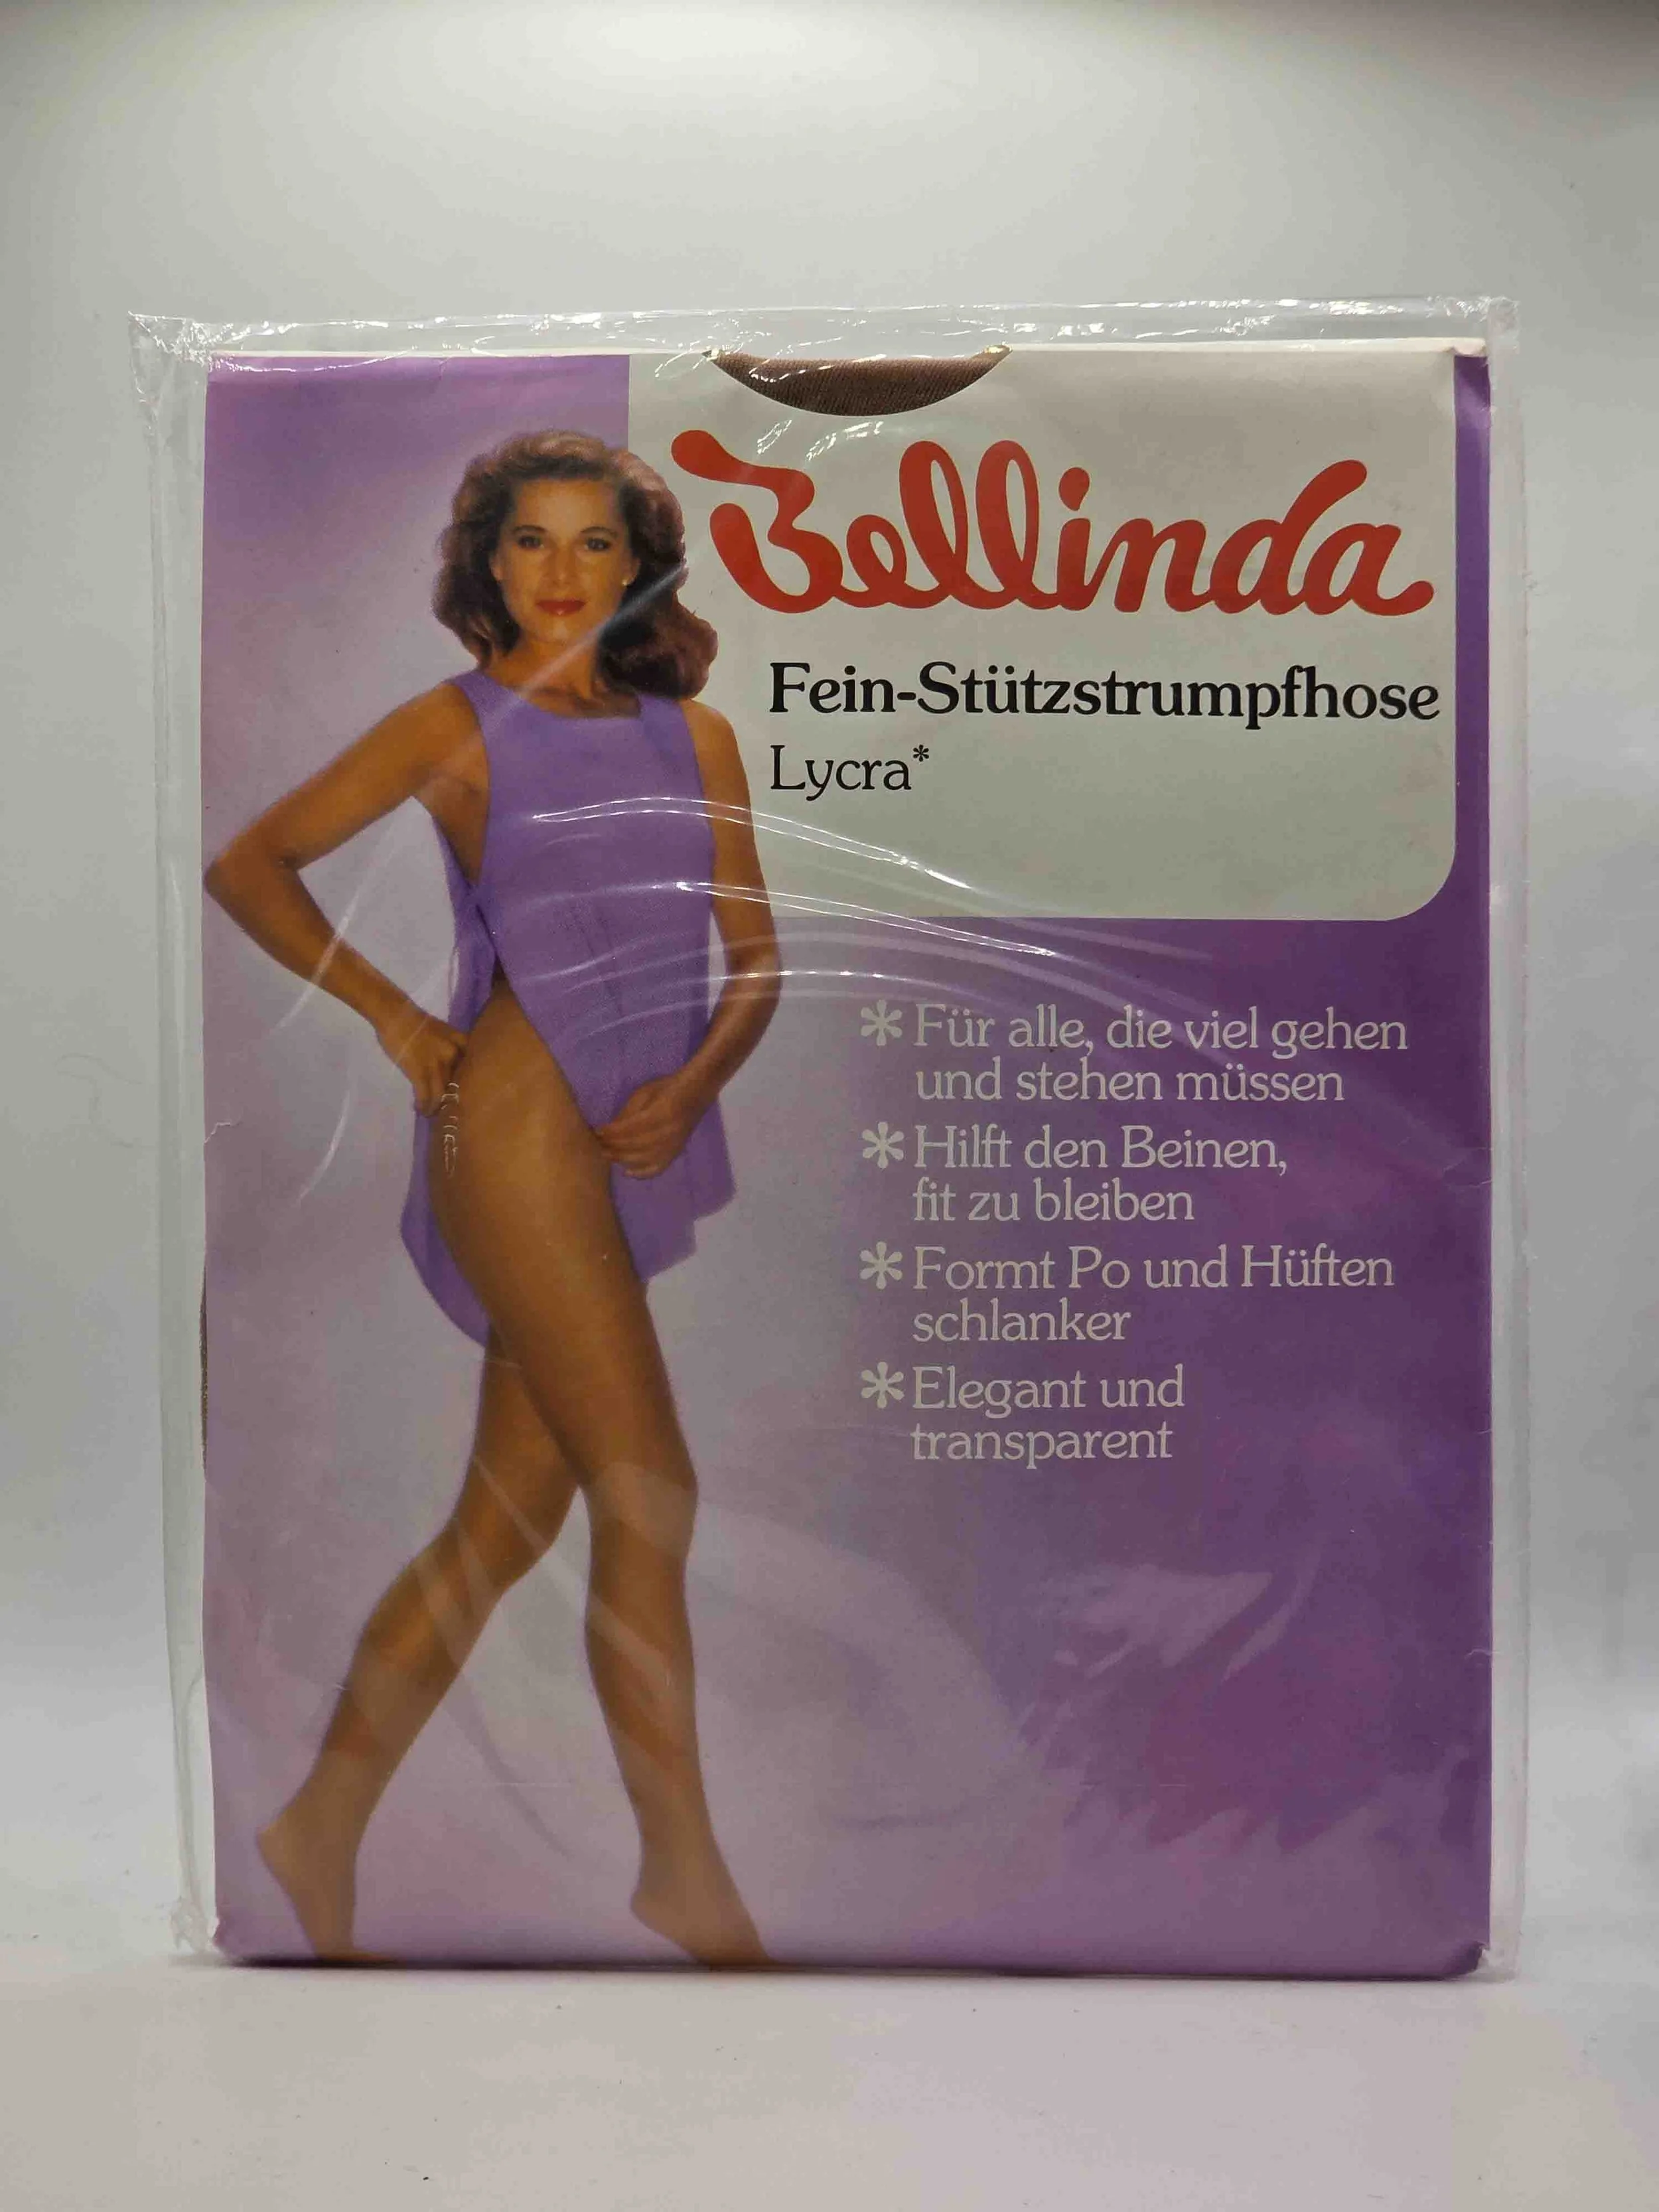 Bellinda
Fein-Stützstrumpfhose
Lycra*
* Für alle, die viel gehen
und stehen müssen
* Hilft den Beinen,
fit zu bleiben
* Formt Po und Hüften
schlanker
* Elegant und
transparent